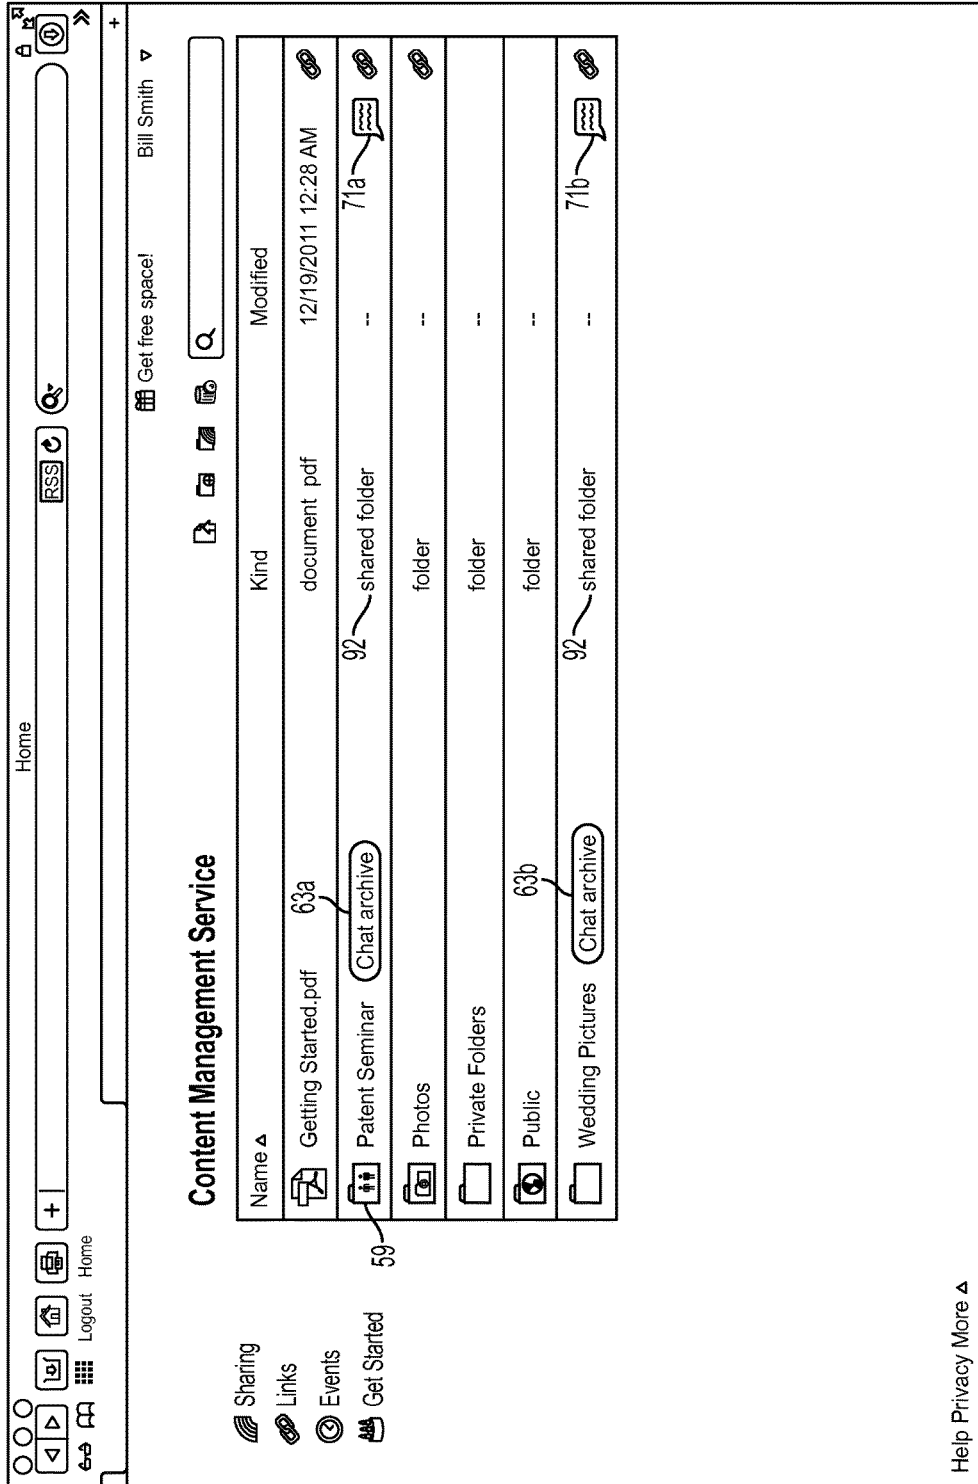 Home
RSS
Logout Home
Get free space! Bill Smith
Content Management Service
Sharing
Links
Events
Get Started
Name Kind Modified
Getting Started.pdf document pdf 12/19/2011 12:28 AM
63a
Patent Seminar Chat archive 92 shared folder -- 71a
59
Photos folder --
Private Folders folder --
Public folder --
63b
Wedding Pictures Chat archive 92 shared folder -- 71b
Help Privacy More